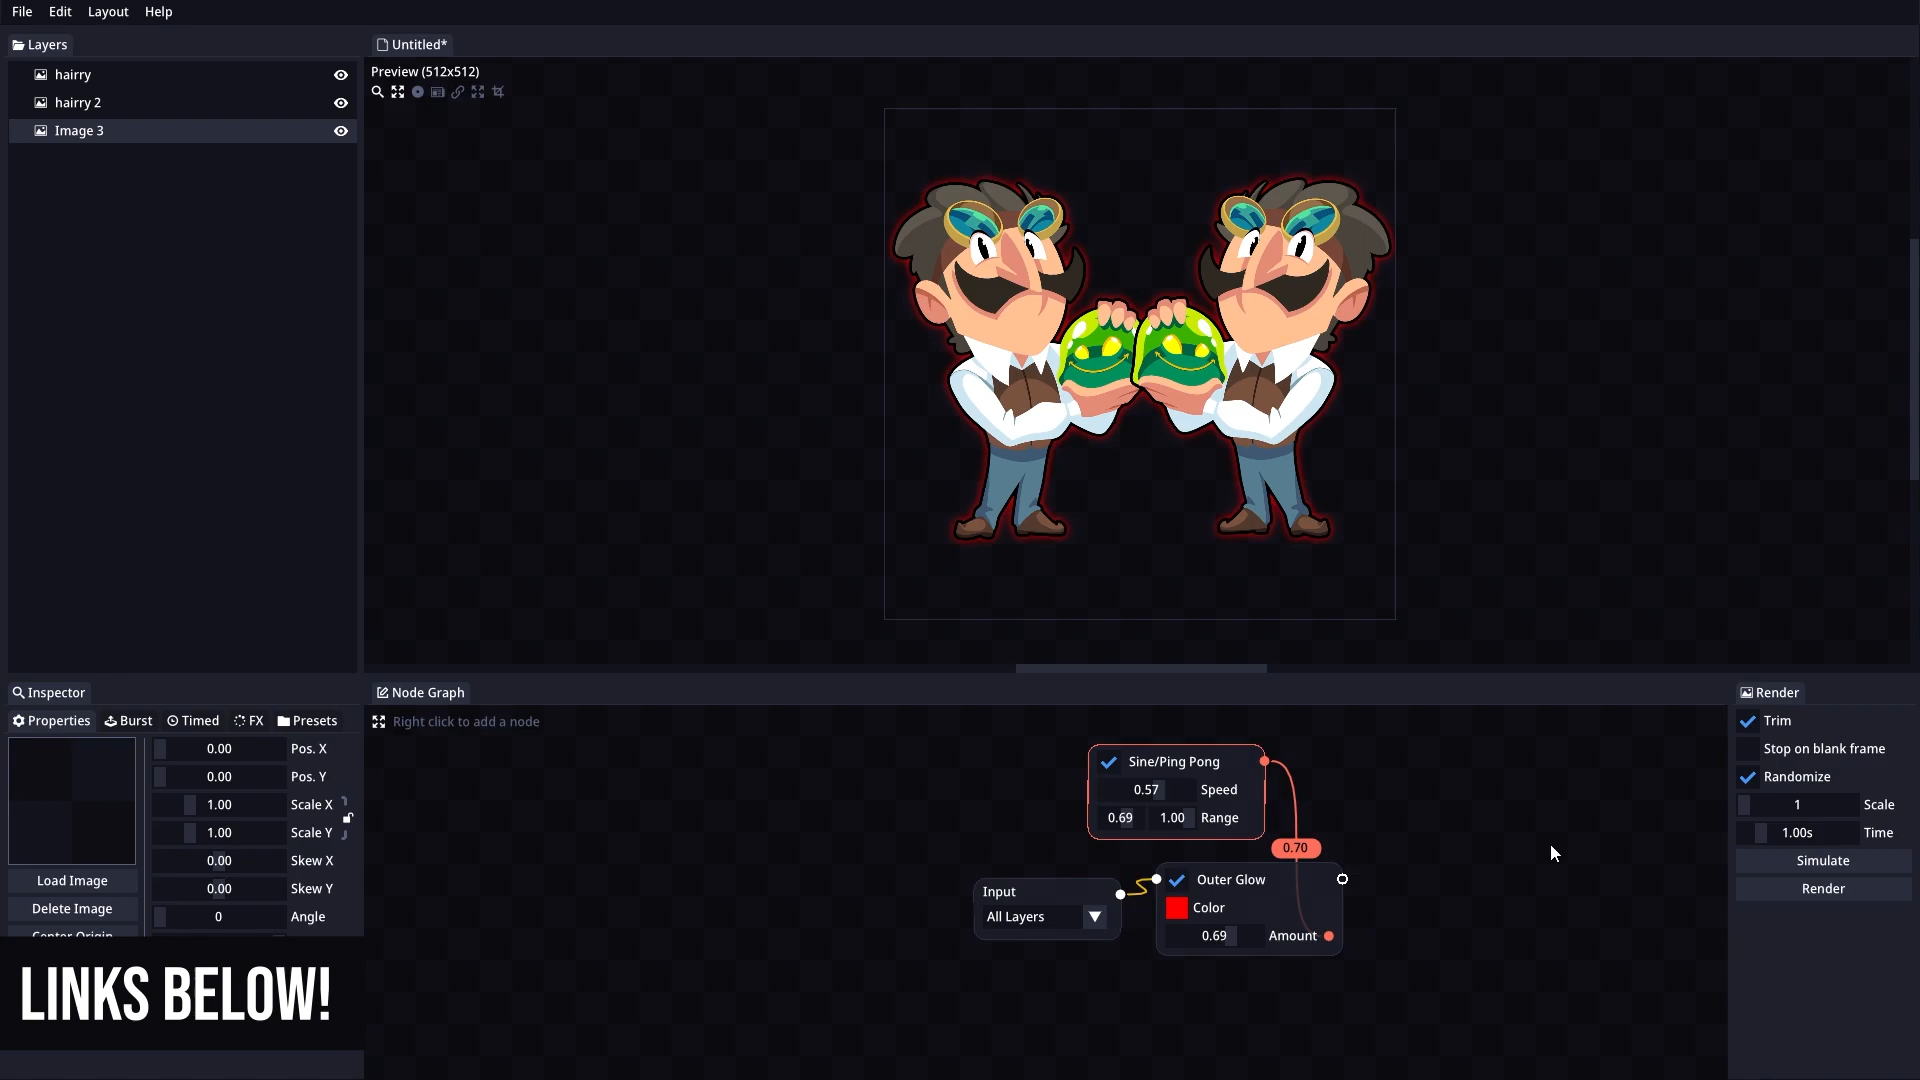 File Edit Layout Help
Layers
hairry
hairry 2
Image 3
Untitled*
Preview (512x512)
Inspector
Properties Burst Timed FX Presets
0.00 Pos. X
0.00 Pos. Y
1.00 Scale X
1.00 Scale Y
0.00 Skew X
0.00 Skew Y
0 Angle
Load Image
Delete Image
Center Origin
LINKS BELOW!
Node Graph
Right click to add a node
Sine/Ping Pong
0.57 Speed
0.69 1.00 Range
0.70
Input
All Layers
Outer Glow
Color
0.69 Amount
Render
Trim
Stop on blank frame
Randomize
1 Scale
1.00s Time
Simulate
Render